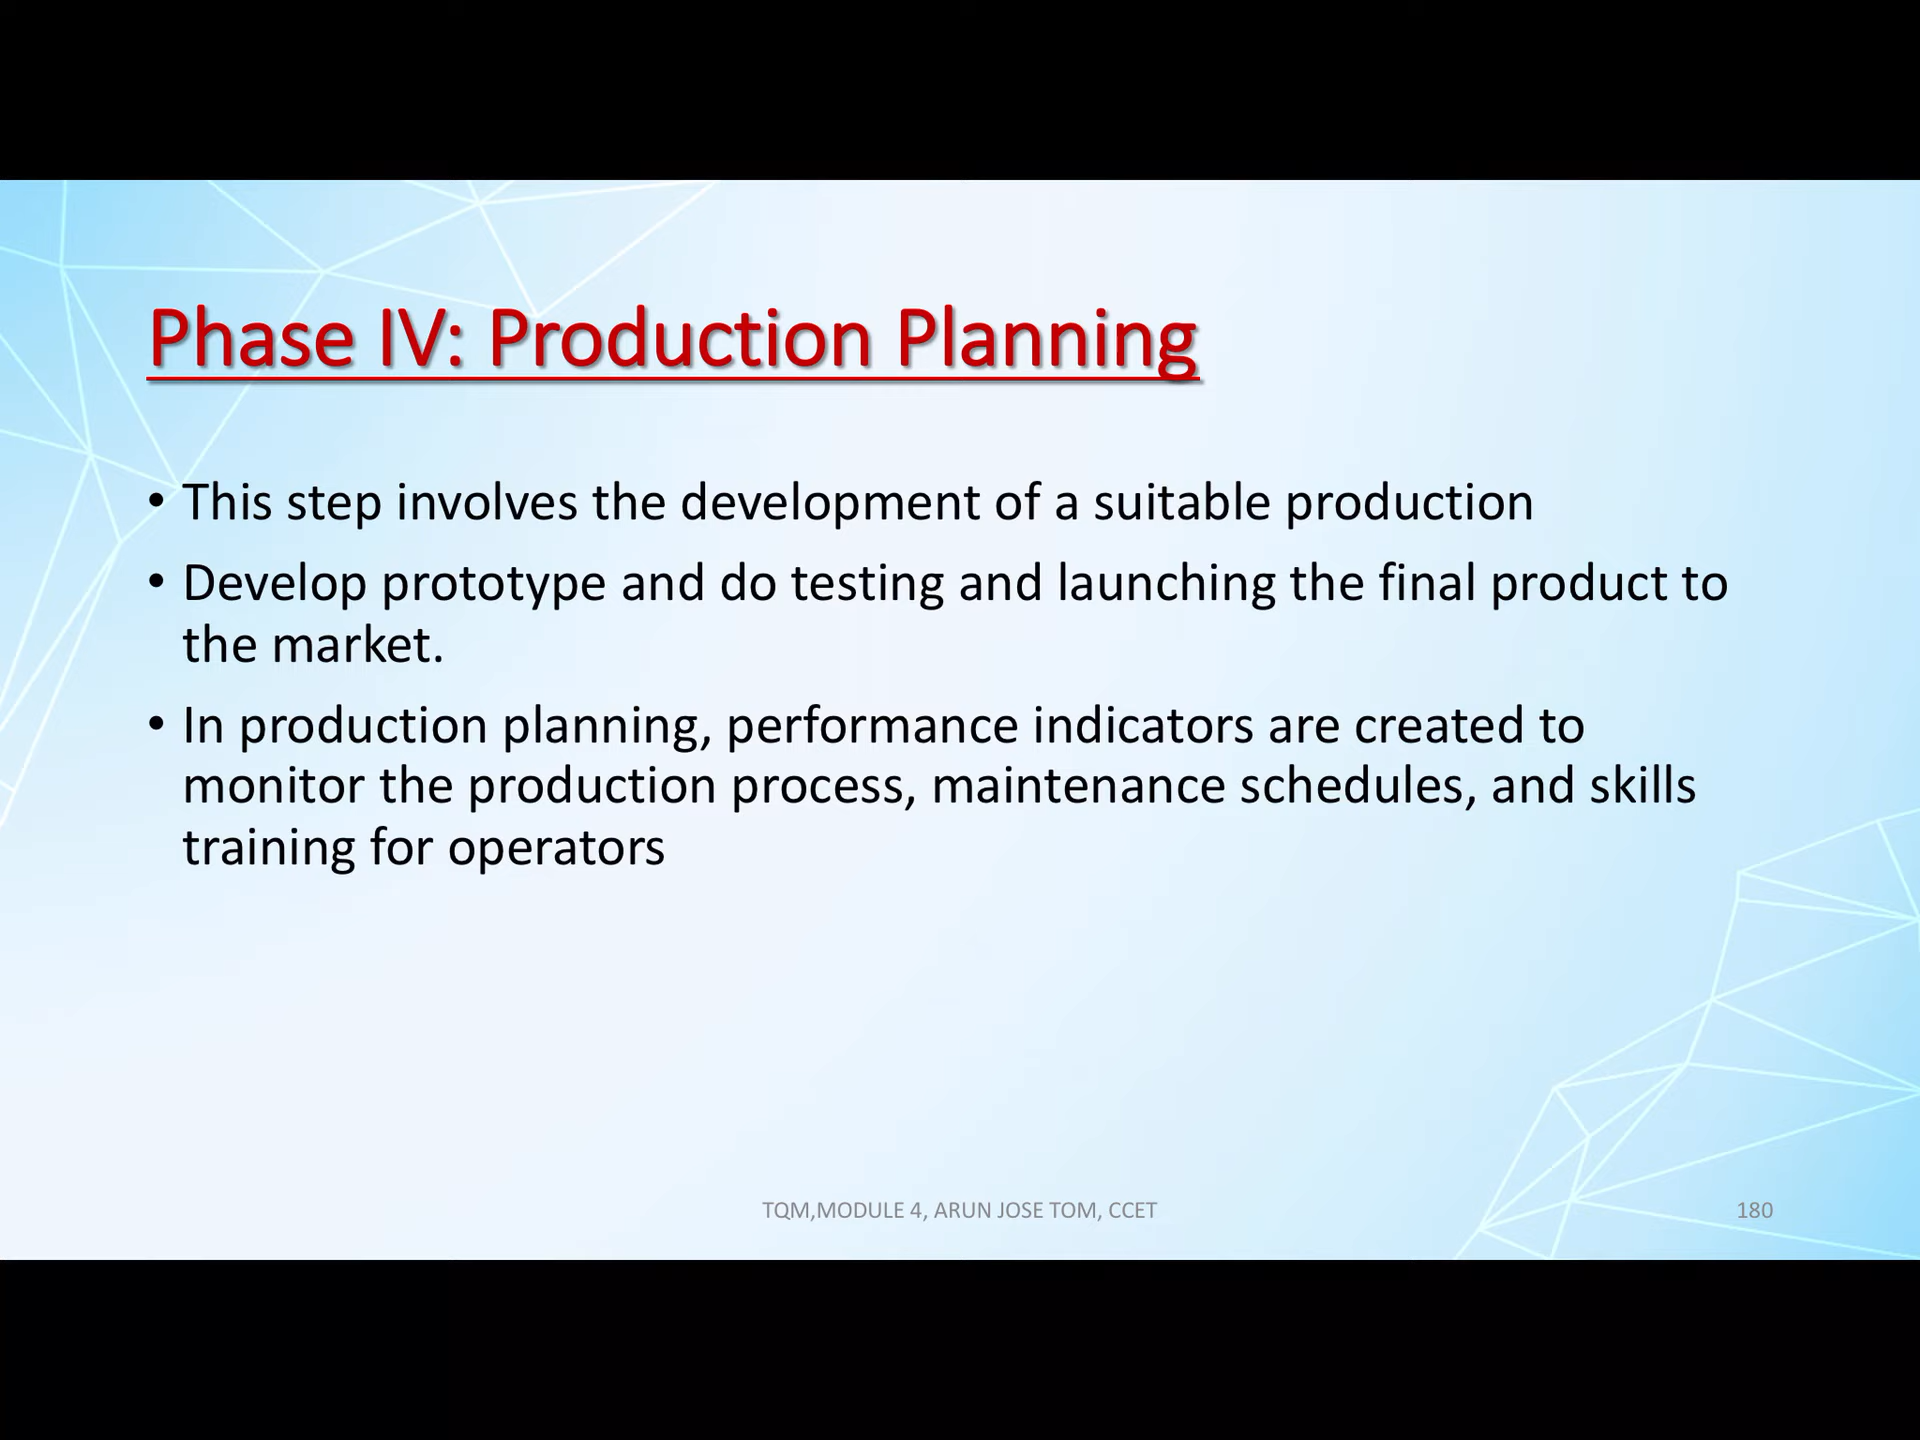 Phase IV: Production Planning
• This step involves the development of a suitable production
• Develop prototype and do testing and launching the final product to
the market.
• In production planning, performance indicators are created to
monitor the production process, maintenance schedules, and skills
training for operators
TQM,MODULE 4, ARUN JOSE TOM, CCET
180